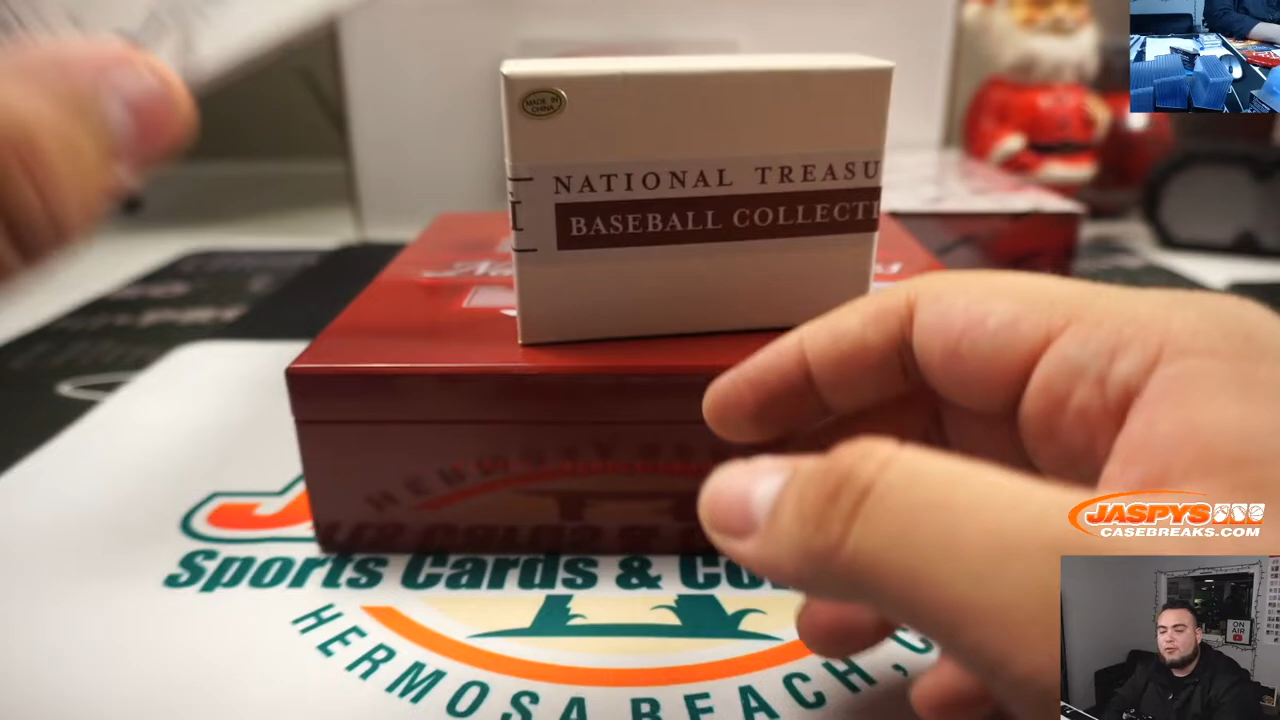 MADE IN
CHINA
NATIONAL TREASU
BASEBALL COLLECTI
JASPYS
CASEBREAKS.COM
Sports Cards & Co
HERMOSA BEACH, C
ON
AIR